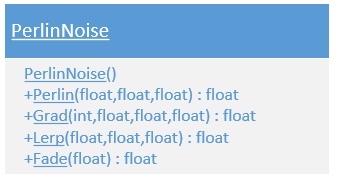 PerlinNoise
PerlinNoise()
+Perlin(float,float,float) : float
+Grad(int,float,float,float) : float
+Lerp(float,float,float) : float
+Fade(float) : float